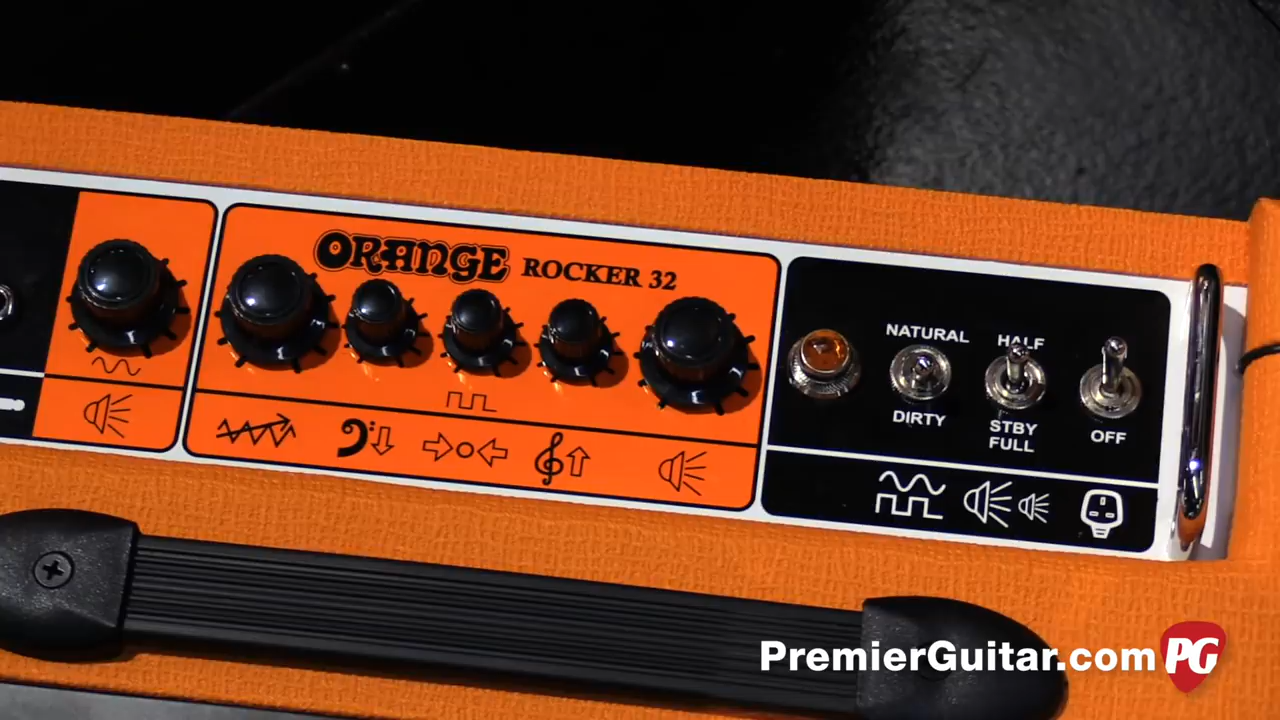 ORANGE ROCKER 32
NATURAL
HALF
DIRTY
STBY
FULL
OFF
PremierGuitar.com PG